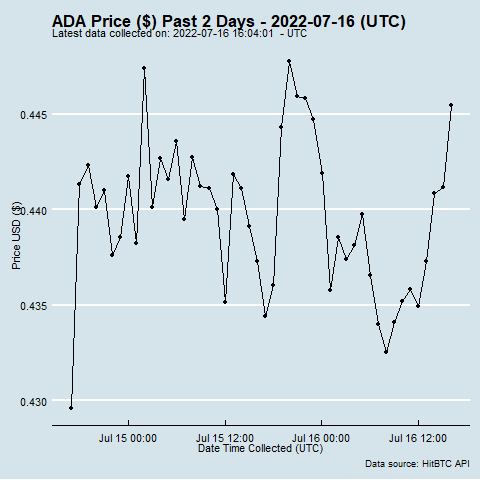 ADA Price ($) Past 2 Days - 2022-07-16 (UTC)
Latest data collected on: 2022-07-16 16:04:01 - UTC
0.445
0.440
Price USD ($)
0.435
0.430
Jul 15 00:00 Jul 15 12:00 Jul 16 00:00 Jul 16 12:00
Date Time Collected (UTC)
Data source: HitBTC API